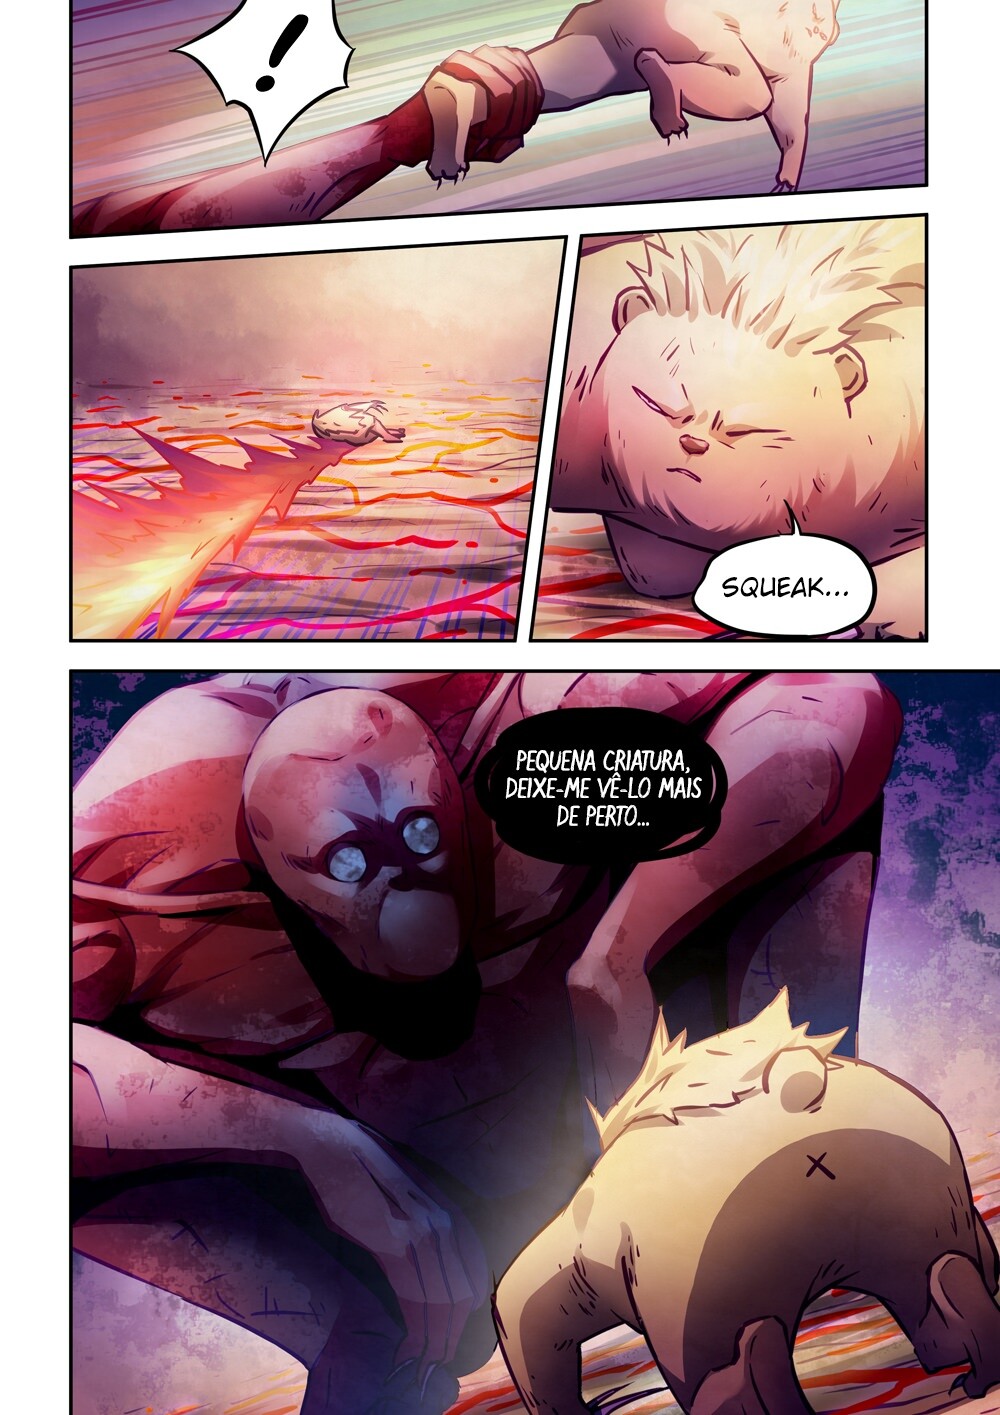 !
SQUEAK...
PEQUENA CRIATURA,
DEIXE-ME VÊ-LO MAIS
DE PERTO...